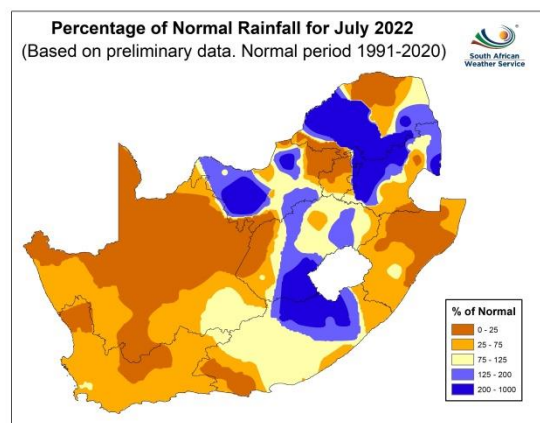 Percentage of Normal Rainfall for July 2022
(Based on preliminary data. Normal period 1991-2020)
South African
Weather Service
% of Normal
0 - 25
25 - 75
75 - 125
125 - 200
200 - 1000